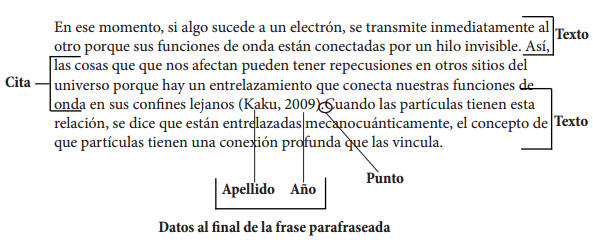 En ese momento, si algo sucede a un electrón, se transmite inmediatamente al
otro porque sus funciones de onda están conectadas por un hilo invisible. Así,
las cosas que que nos afectan pueden tener repecusiones en otros sitios del
universo porque hay un entrelazamiento que conecta nuestras funciones de
onda en sus confines lejanos (Kaku, 2009). Cuando las partículas tienen esta
relación, se dice que están entrelazadas mecanocuánticamente, el concepto de
que partículas tienen una conexión profunda que las vincula.
Texto
Cita
Texto
Punto
Apellido Año
Datos al final de la frase parafraseada